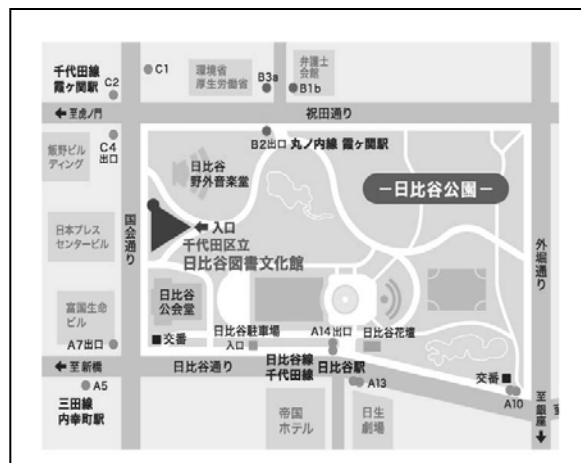 千代田線
霞ヶ関駅
C2
C1
環境省
厚生労働省
B3a
弁護士
会館
B1b
←至虎ノ門
祝田通り
飯野ビル
ディング
C4
出口
B2出口 丸ノ内線 霞ヶ関駅
日比谷
野外音楽堂
－日比谷公園－
国会通り
外堀通り
日本プレス
センタービル
←入口
千代田区立
日比谷図書文化館
富国生命
ビル
日比谷
公会堂
A7出口
■交番
日比谷駐車場
入口
A14出口
日比谷花壇
←至新橋
日比谷通り
日比谷線
千代田線
日比谷駅
A13
交番■
A10
A5
三田線
内幸町駅
帝国
ホテル
日生
劇場
至銀座↓